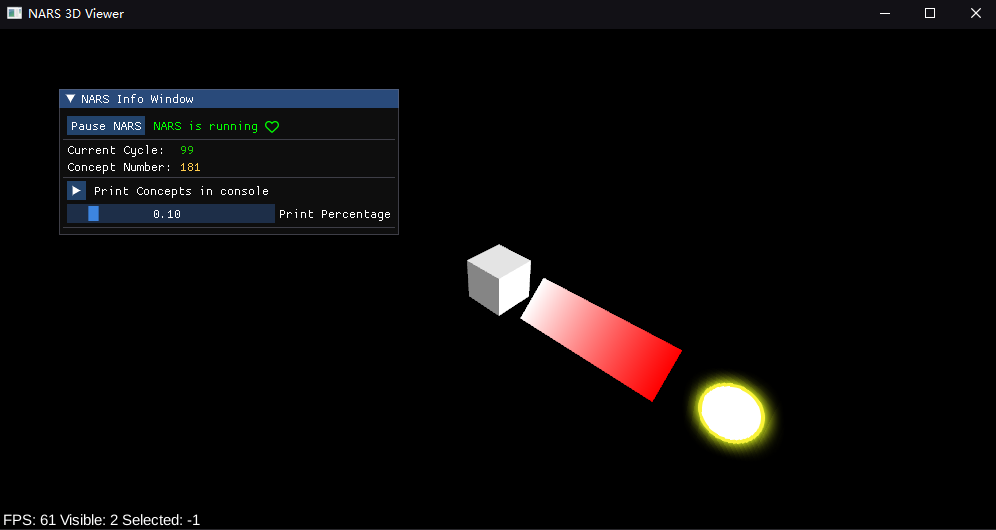 NARS 3D Viewer
NARS Info Window
Pause NARS NARS is running
Current Cycle: 99
Concept Number: 181
Print Concepts in console
0.10 Print Percentage
FPS: 61 Visible: 2 Selected: -1